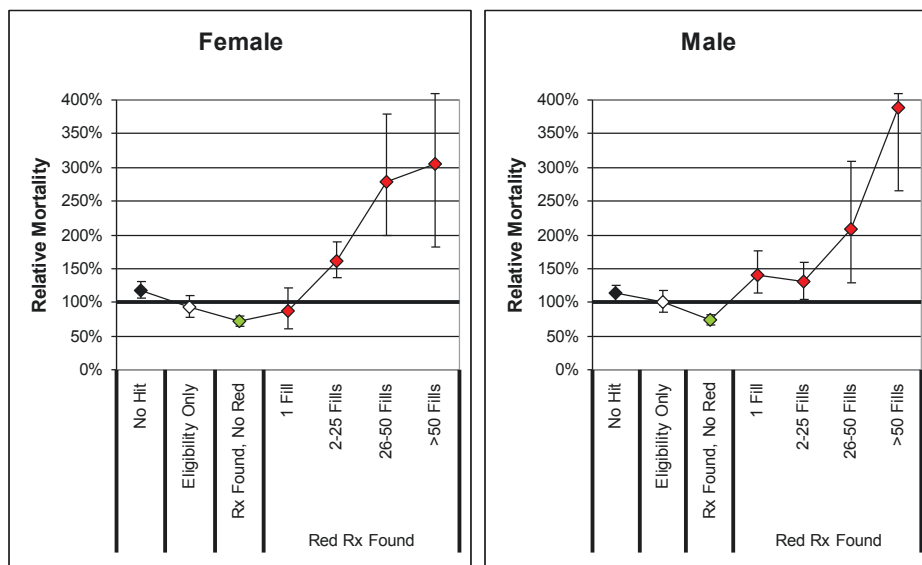 Female
Relative Mortality
400%
350%
300%
250%
200%
150%
100%
50%
0%
No Hit
Eligibility Only
Rx Found, No Red
1 Fill
2-25 Fills
26-50 Fills
>50 Fills
Red Rx Found
Male
Relative Mortality
400%
350%
300%
250%
200%
150%
100%
50%
0%
No Hit
Eligibility Only
Rx Found, No Red
1 Fill
2-25 Fills
26-50 Fills
>50 Fills
Red Rx Found